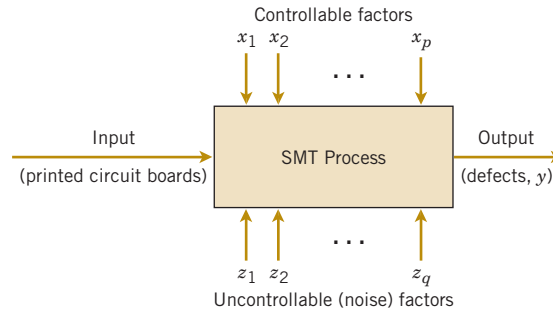 Controllable factors
x1 x2 ... xp
Input
(printed circuit boards)
SMT Process
Output
(defects, y)
...
z1 z2 zq
Uncontrollable (noise) factors